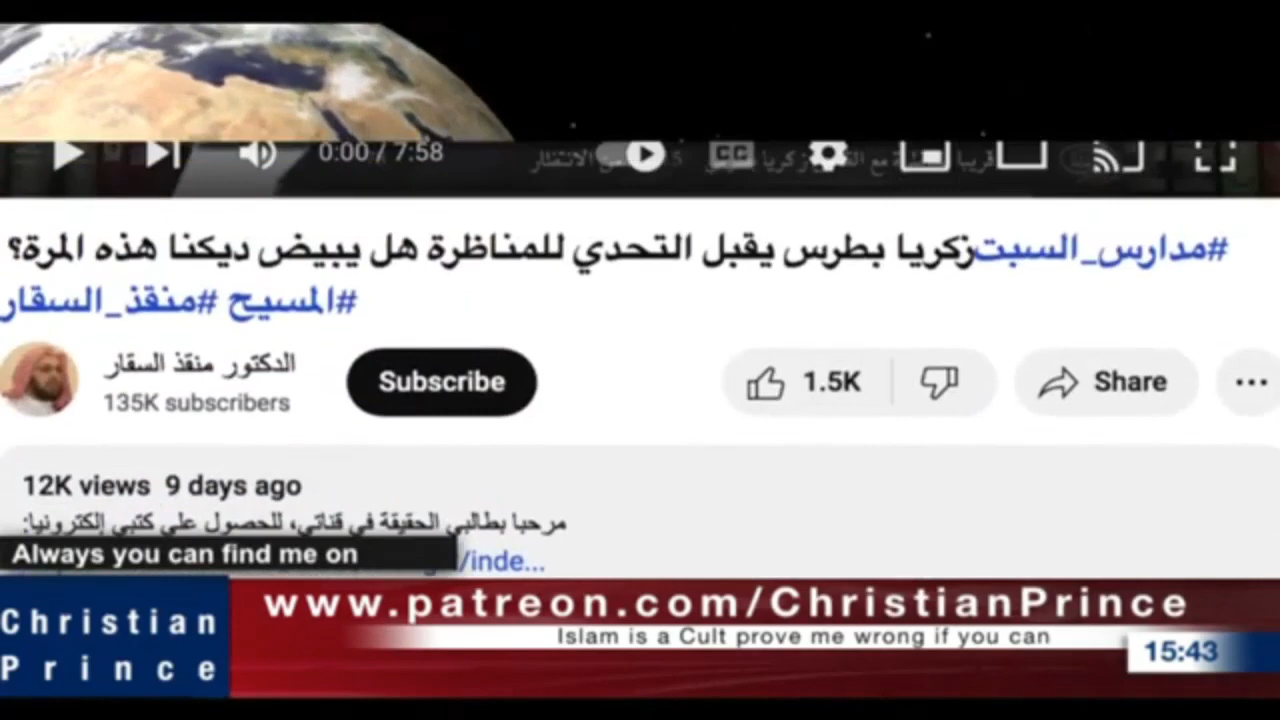 0:00 / 7:58
CC
#مدارس_السبت زكريا بطرس يقبل التحدي للمناظرة هل يبيض ديكنا هذه المرة؟
#المسيح #منقذ_السقار
الدكتور منقذ السقار
135K subscribers
Subscribe
1.5K
Share
12K views 9 days ago
مرحبا بطالبي الحقيقة في قناتي، للحصول على كتبي إلكترونيا:
/inde...
Always you can find me on
Christian
Prince
www.patreon.com/ChristianPrince
Islam is a Cult prove me wrong if you can
15:43